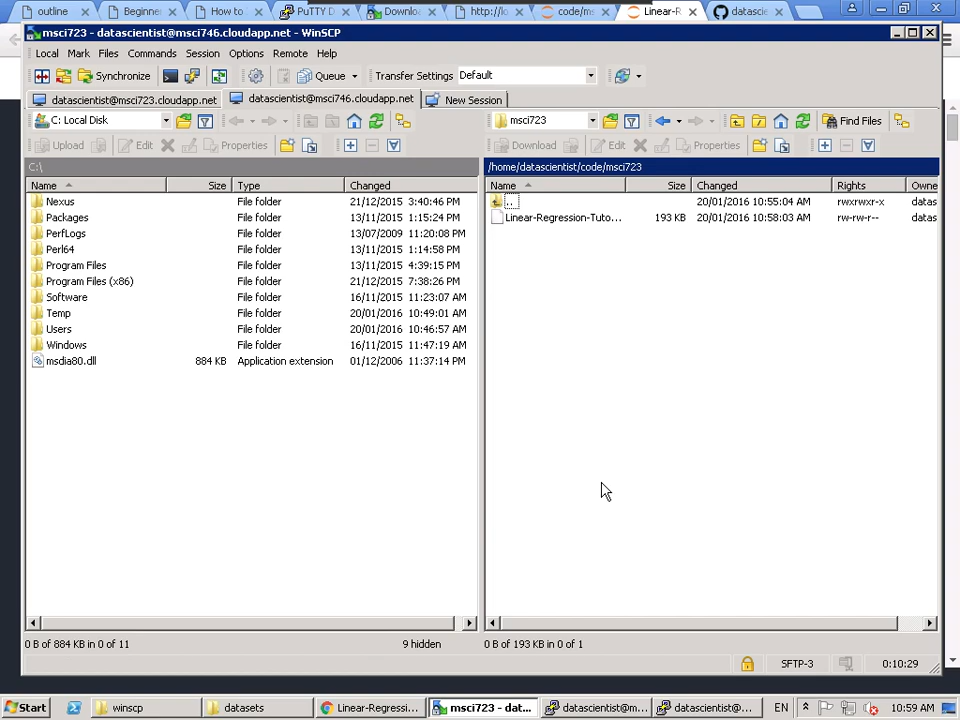 outline
Beginner
How to
PuTTY D
Downlo
http://lo
code/ms
Linear-R
datascie
msci723 - datascientist@msci746.cloudapp.net - WinSCP
Local Mark Files Commands Session Options Remote Help
Synchronize Queue Transfer Settings Default
datascientist@msci723.cloudapp.net datascientist@msci746.cloudapp.net New Session
C: Local Disk
msci723 Find Files
Upload Edit Properties
Download Edit Properties
C:\
/home/datascientist/code/msci723
Name Size Type Changed
Nexus File folder 21/12/2015 3:40:46 PM
Packages File folder 13/11/2015 1:15:24 PM
PerfLogs File folder 13/07/2009 11:20:08 PM
Perl64 File folder 13/11/2015 1:14:58 PM
Program Files File folder 13/11/2015 4:39:15 PM
Program Files (x86) File folder 21/12/2015 7:38:26 PM
Software File folder 16/11/2015 11:23:07 AM
Temp File folder 20/01/2016 10:49:01 AM
Users File folder 20/01/2016 10:46:57 AM
Windows File folder 16/11/2015 11:47:19 AM
msdia80.dll 884 KB Application extension 01/12/2006 11:37:14 PM
Name Size Changed Rights Owne
.. 20/01/2016 10:55:04 AM rwxrwxr-x datas
Linear-Regression-Tuto... 193 KB 20/01/2016 10:58:03 AM rw-rw-r-- datas
0 B of 884 KB in 0 of 11 9 hidden
0 B of 193 KB in 0 of 1
SFTP-3 0:10:29
Start winscp datasets Linear-Regressi... msci723 - dat... datascientist@m... datascientist@... EN 10:59 AM